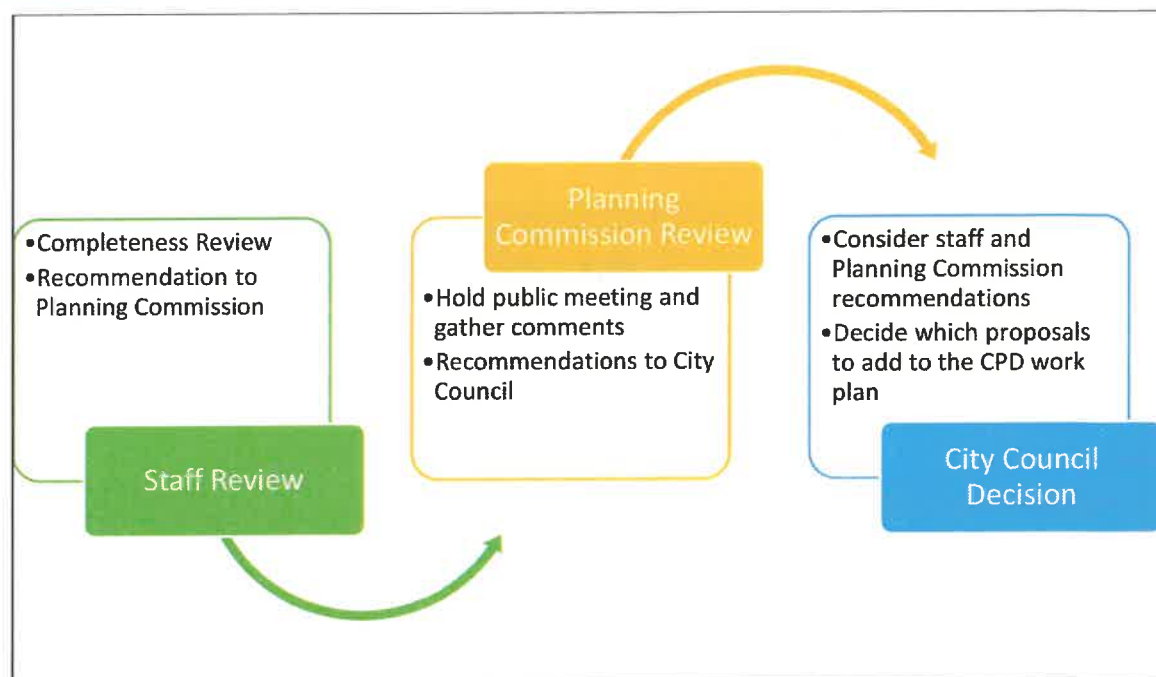 •Completeness Review
•Recommendation to
Planning Commission
Staff Review
Planning
Commission Review
•Hold public meeting and
gather comments
•Recommendations to City
Council
•Consider staff and
Planning Commission
recommendations
•Decide which proposals
to add to the CPD work
plan
City Council
Decision